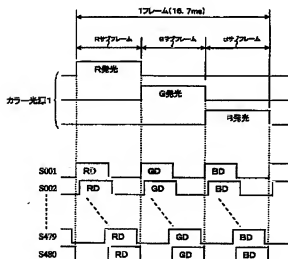 1フレーム(16.7ms)
Rサブフレーム Gサブフレーム Bサブフレーム
R発光
G発光
カラー光源1
B発光
S001 RD GD BD
S002 RD GD BD
S479 RD GD BD
S480 RD GD BD